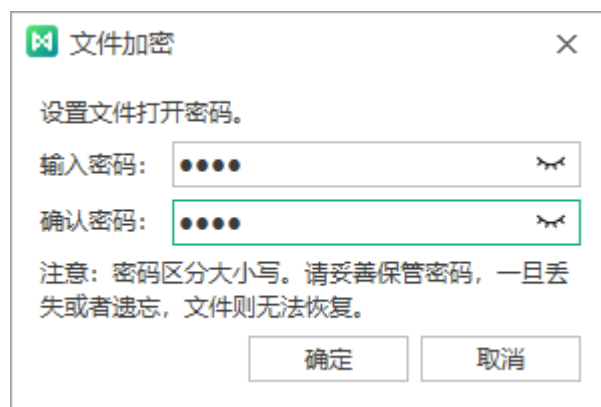 文件加密
设置文件打开密码。
输入密码：●●●●
确认密码：●●●●
注意：密码区分大小写。请妥善保管密码，一旦丢
失或者遗忘，文件则无法恢复。
确定 取消